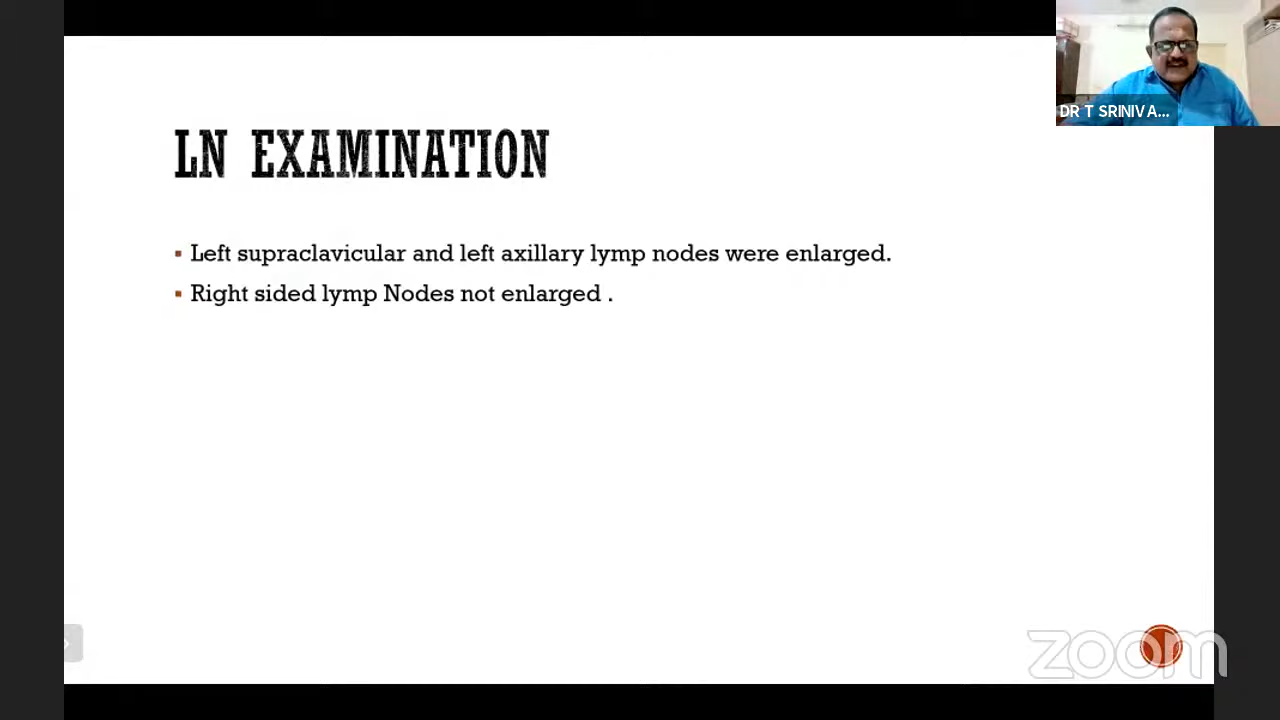 DR T SRINIVA...
LN EXAMINATION
Left supraclavicular and left axillary lymp nodes were enlarged.
Right sided lymp Nodes not enlarged .
zoom